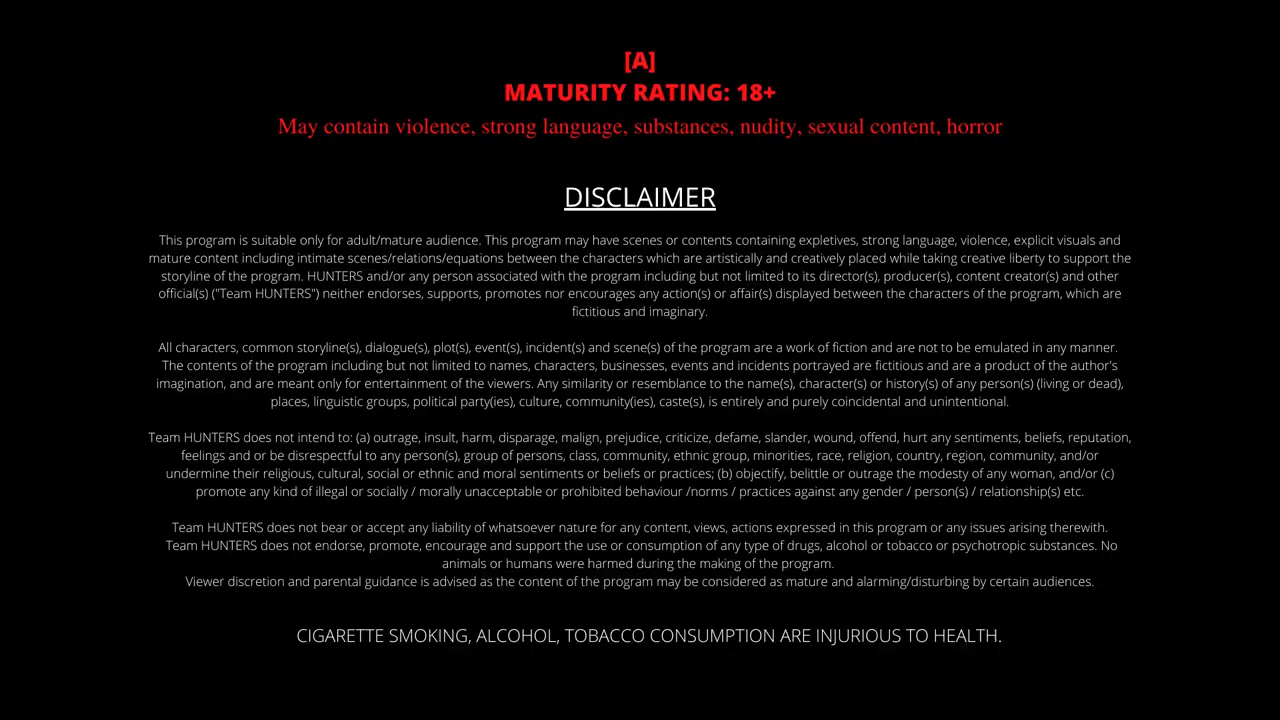 [A]
MATURITY RATING: 18+
May contain violence, strong language, substances, nudity, sexual content, horror
DISCLAIMER
This program is suitable only for adult/mature audience. This program may have scenes or contents containing expletives, strong language, violence, explicit visuals and
mature content including intimate scenes/relations/equations between the characters which are artistically and creatively placed while taking creative liberty to support the
storyline of the program. HUNTERS and/or any person associated with the program including but not limited to its director(s), producer(s), content creator(s) and other
official(s) ("Team HUNTERS") neither endorses, supports, promotes nor encourages any action(s) or affair(s) displayed between the characters of the program, which are
fictitious and imaginary.
All characters, common storyline(s), dialogue(s), plot(s), event(s), incident(s) and scene(s) of the program are a work of fiction and are not to be emulated in any manner.
The contents of the program including but not limited to names, characters, businesses, events and incidents portrayed are fictitious and are a product of the author's
imagination, and are meant only for entertainment of the viewers. Any similarity or resemblance to the name(s), character(s) or history(s) of any person(s) (living or dead),
places, linguistic groups, political party(ies), culture, community(ies), caste(s), is entirely and purely coincidental and unintentional.
Team HUNTERS does not intend to: (a) outrage, insult, harm, disparage, malign, prejudice, criticize, defame, slander, wound, offend, hurt any sentiments, beliefs, reputation,
feelings and or be disrespectful to any person(s), group of persons, class, community, ethnic group, minorities, race, religion, country, region, community, and/or
undermine their religious, cultural, social or ethnic and moral sentiments or beliefs or practices; (b) objectify, belittle or outrage the modesty of any woman, and/or (c)
promote any kind of illegal or socially / morally unacceptable or prohibited behaviour /norms / practices against any gender / person(s) / relationship(s) etc.
Team HUNTERS does not bear or accept any liability of whatsoever nature for any content, views, actions expressed in this program or any issues arising therewith.
Team HUNTERS does not endorse, promote, encourage and support the use or consumption of any type of drugs, alcohol or tobacco or psychotropic substances. No
animals or humans were harmed during the making of the program.
Viewer discretion and parental guidance is advised as the content of the program may be considered as mature and alarming/disturbing by certain audiences.
CIGARETTE SMOKING, ALCOHOL, TOBACCO CONSUMPTION ARE INJURIOUS TO HEALTH.